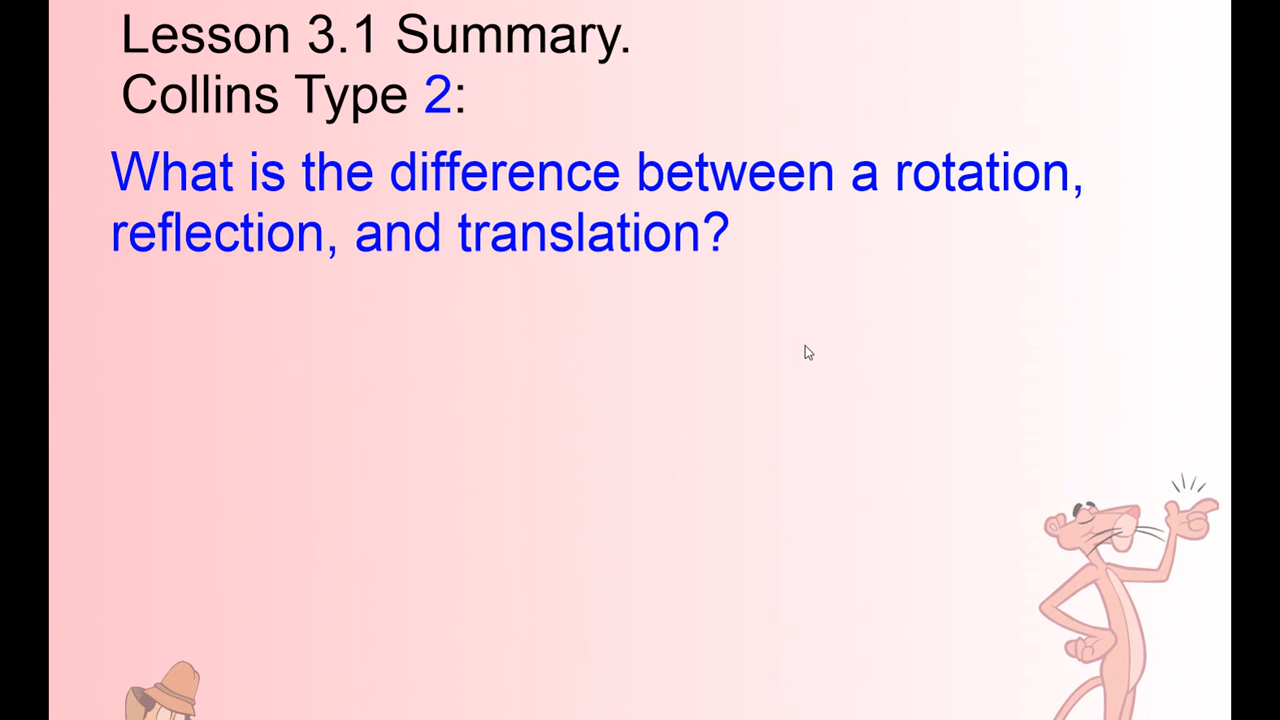 Lesson 3.1 Summary.
Collins Type 2:
What is the difference between a rotation,
reflection, and translation?